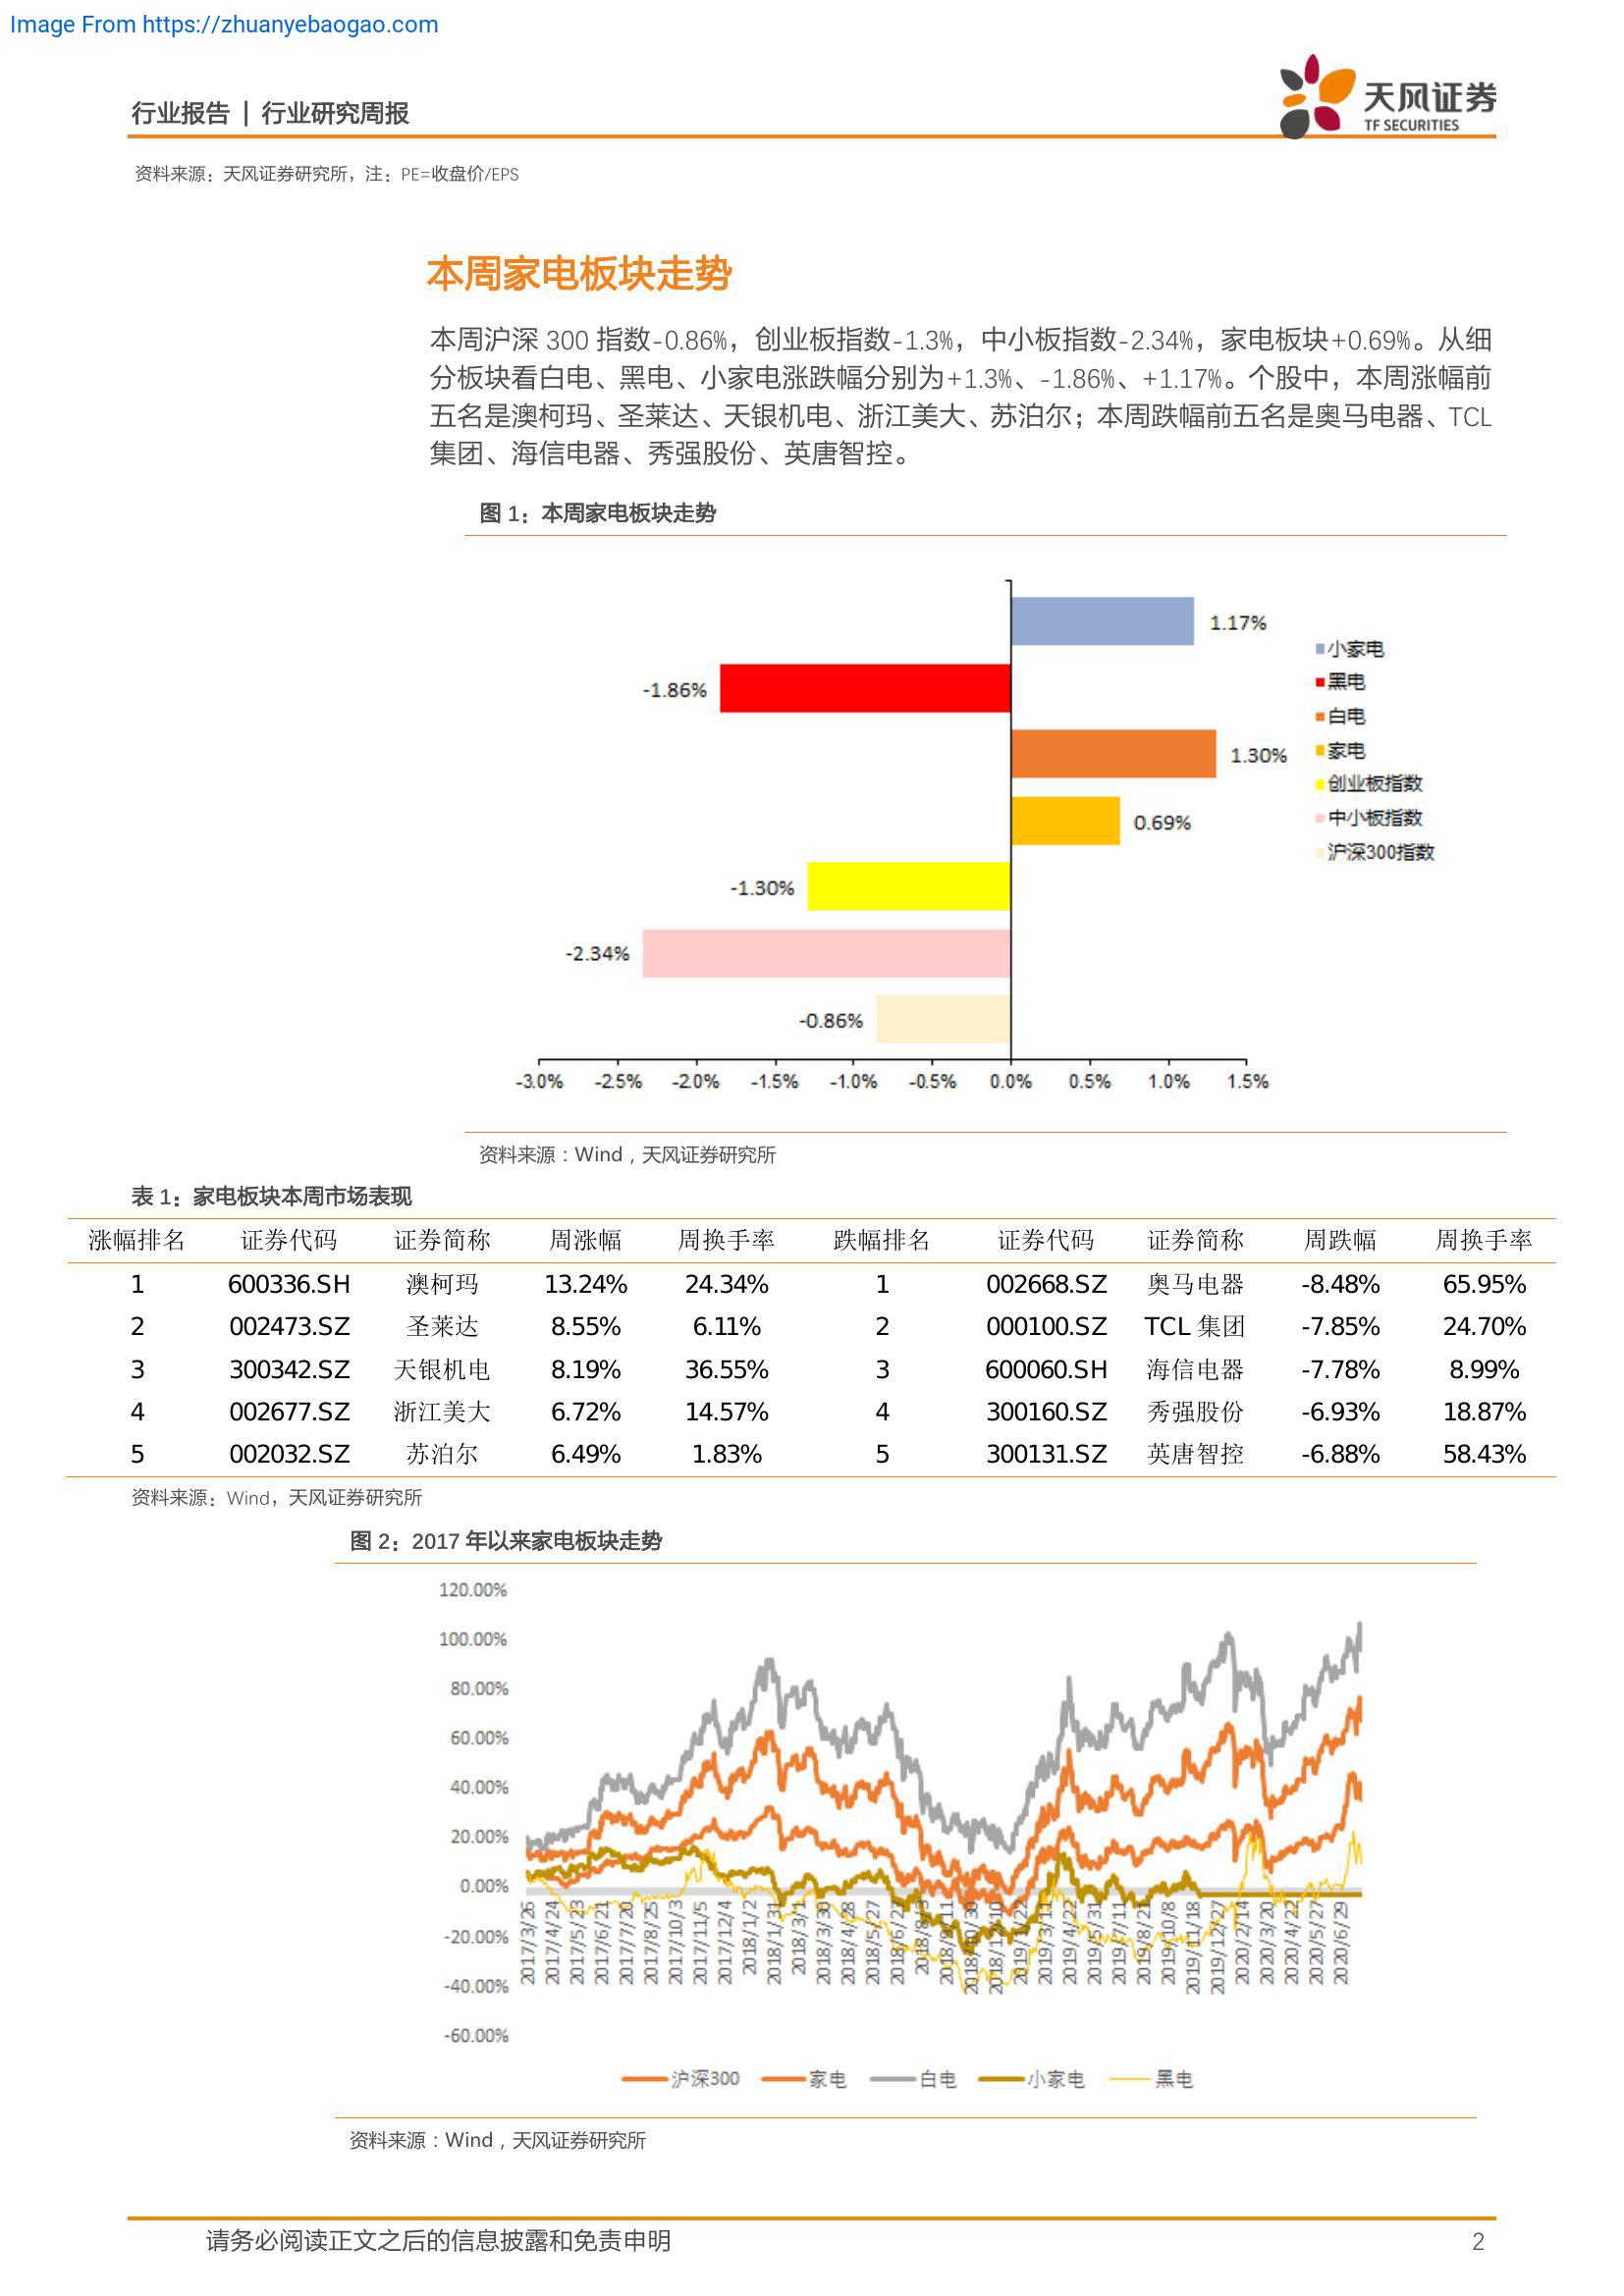 Image From https://zhuanyebaogao.com
行业报告 | 行业研究周报
天风证券
TF SECURITIES
资料来源：天风证券研究所，注：PE=收盘价/EPS
本周家电板块走势
本周沪深 300 指数-0.86%，创业板指数-1.3%，中小板指数-2.34%，家电板块+0.69%。从细
分板块看白电、黑电、小家电涨跌幅分别为+1.3%、-1.86%、+1.17%。个股中，本周涨幅前
五名是澳柯玛、圣莱达、天银机电、浙江美大、苏泊尔；本周跌幅前五名是奥马电器、TCL
集团、海信电器、秀强股份、英唐智控。
图 1：本周家电板块走势
1.17%
-1.86%
1.30%
0.69%
-1.30%
-2.34%
-0.86%
小家电
黑电
白电
家电
创业板指数
中小板指数
沪深300指数
-3.0% -2.5% -2.0% -1.5% -1.0% -0.5% 0.0% 0.5% 1.0% 1.5%
资料来源：Wind，天风证券研究所
表 1：家电板块本周市场表现
涨幅排名 证券代码 证券简称 周涨幅 周换手率 跌幅排名 证券代码 证券简称 周跌幅 周换手率
1 600336.SH 澳柯玛 13.24% 24.34% 1 002668.SZ 奥马电器 -8.48% 65.95%
2 002473.SZ 圣莱达 8.55% 6.11% 2 000100.SZ TCL 集团 -7.85% 24.70%
3 300342.SZ 天银机电 8.19% 36.55% 3 600060.SH 海信电器 -7.78% 8.99%
4 002677.SZ 浙江美大 6.72% 14.57% 4 300160.SZ 秀强股份 -6.93% 18.87%
5 002032.SZ 苏泊尔 6.49% 1.83% 5 300131.SZ 英唐智控 -6.88% 58.43%
资料来源：Wind，天风证券研究所
图 2：2017 年以来家电板块走势
120.00%
100.00%
80.00%
60.00%
40.00%
20.00%
0.00%
-20.00%
-40.00%
-60.00%
2017/3/25
2017/4/24
2017/5/23
2017/6/21
2017/7/20
2017/8/25
2017/10/3
2017/11/5
2017/12/4
2018/1/2
2018/1/31
2018/3/1
2018/3/30
2018/4/28
2018/5/27
2018/6/27
2018/8/3
2018/9/11
2018/10/30
2018/12/10
2019/1/22
2019/3/11
2019/4/22
2019/5/31
2019/7/11
2019/8/21
2019/10/8
2019/11/18
2019/12/27
2020/2/14
2020/3/20
2020/4/22
2020/5/27
2020/6/29
沪深300 家电 白电 小家电 黑电
资料来源：Wind，天风证券研究所
请务必阅读正文之后的信息披露和免责申明
2